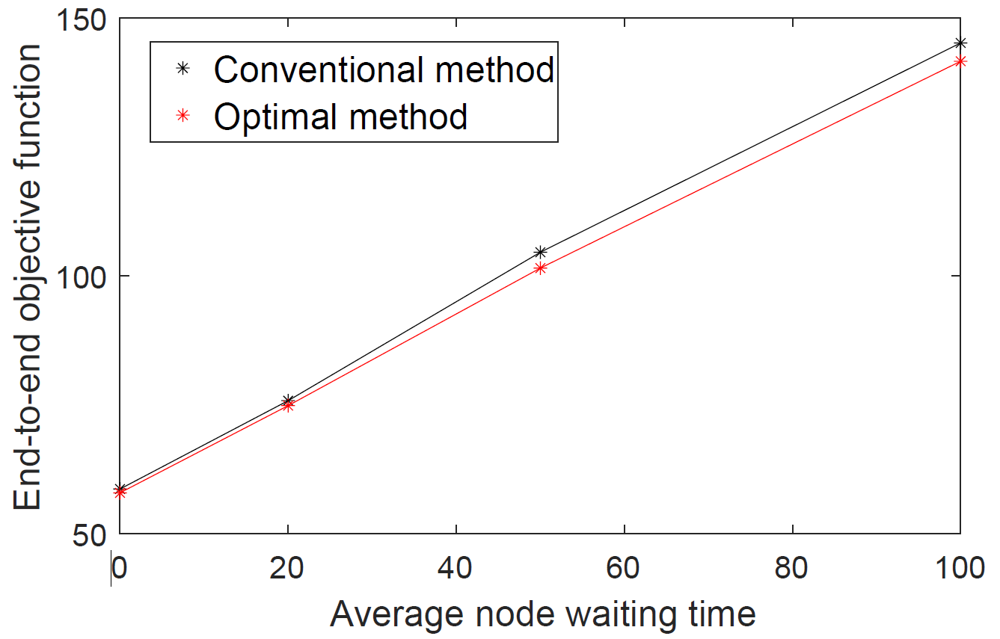 150
Conventional method
Optimal method
End-to-end objective function
100
50
0 20 40 60 80 100
Average node waiting time